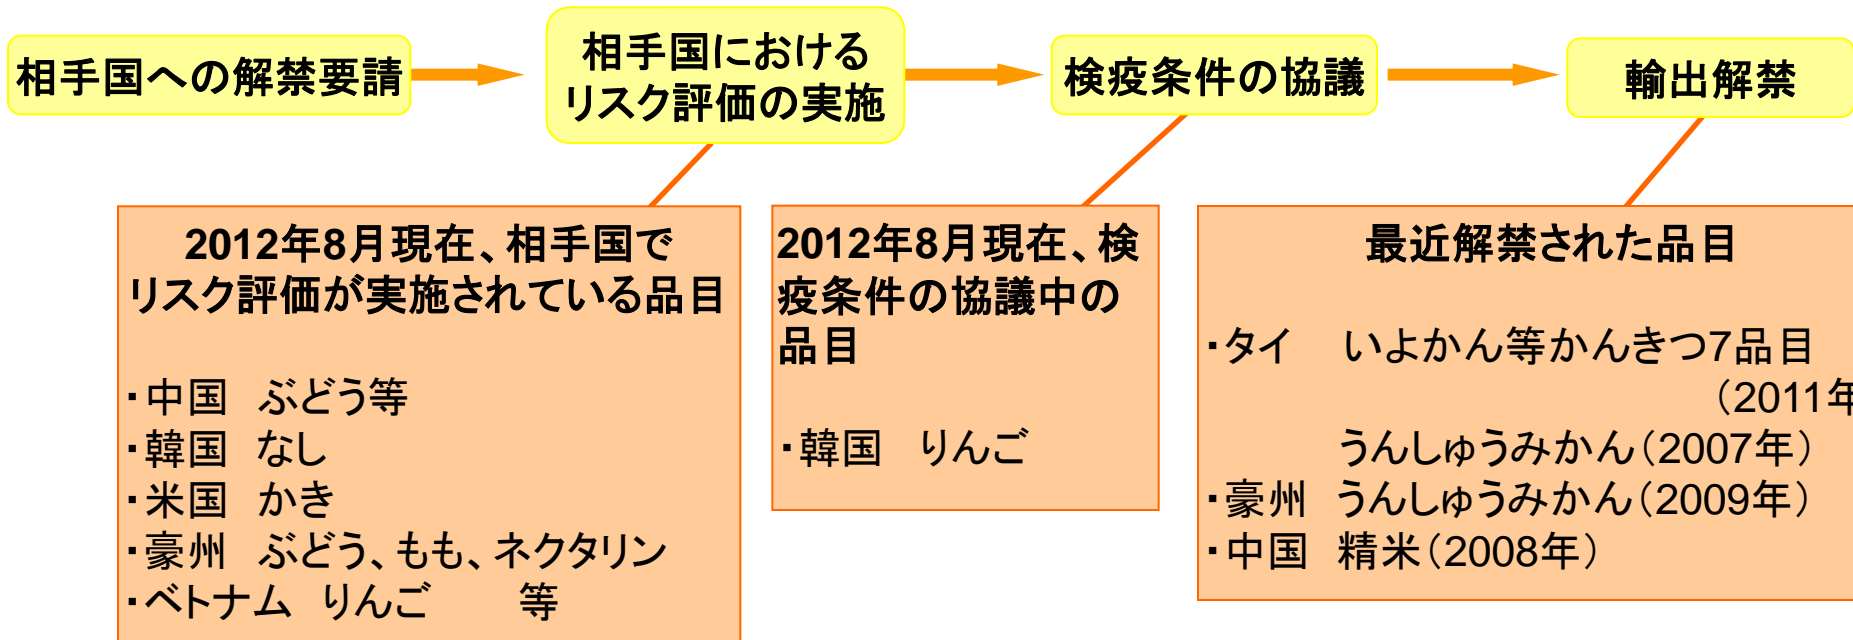 相手国への解禁要請
相手国における
リスク評価の実施
検疫条件の協議
輸出解禁
2012年8月現在、相手国で
リスク評価が実施されている品目
・中国　ぶどう等
・韓国　なし
・米国　かき
・豪州　ぶどう、もも、ネクタリン
・ベトナム　りんご　　等
2012年8月現在、検
疫条件の協議中の
品目
・韓国　りんご
最近解禁された品目
・タイ　いよかん等かんきつ7品目
（2011年
うんしゅうみかん（2007年）
・豪州　うんしゅうみかん（2009年）
・中国　精米（2008年）